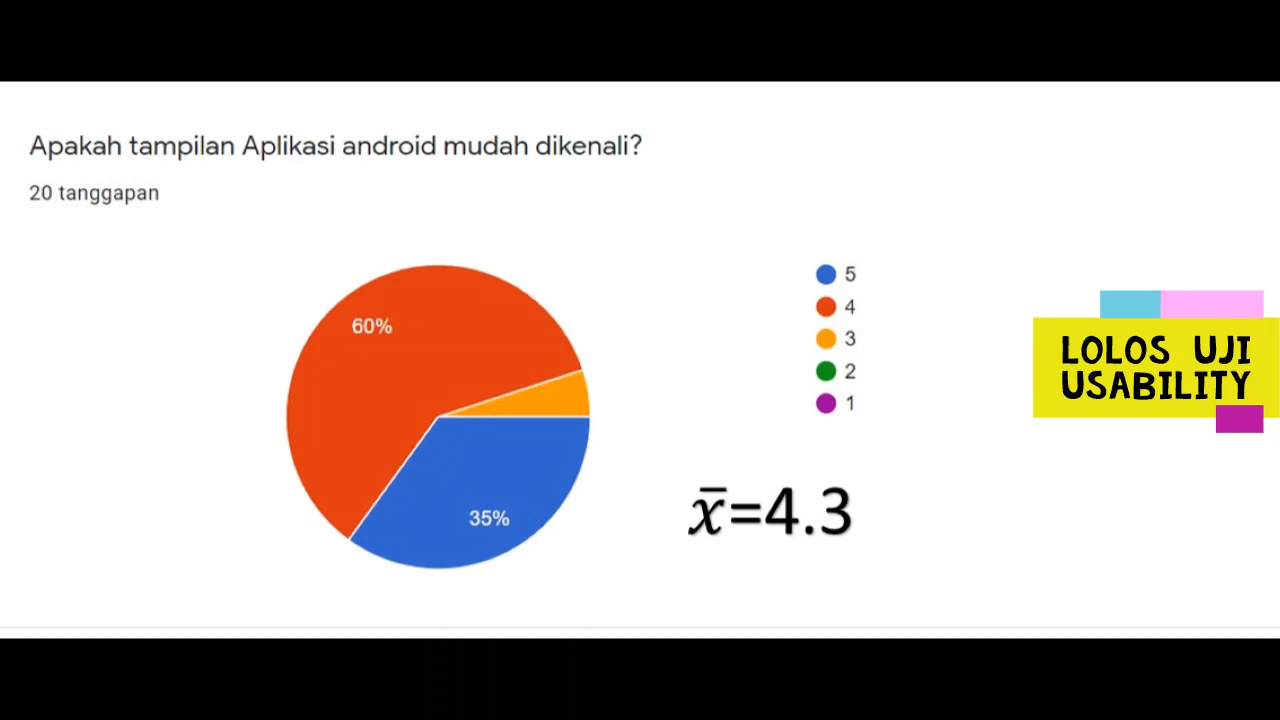 Apakah tampilan Aplikasi android mudah dikenali?
20 tanggapan
60%
35%
5
4
3
2
1
x̅=4.3
LOLOS UJI
USABILITY